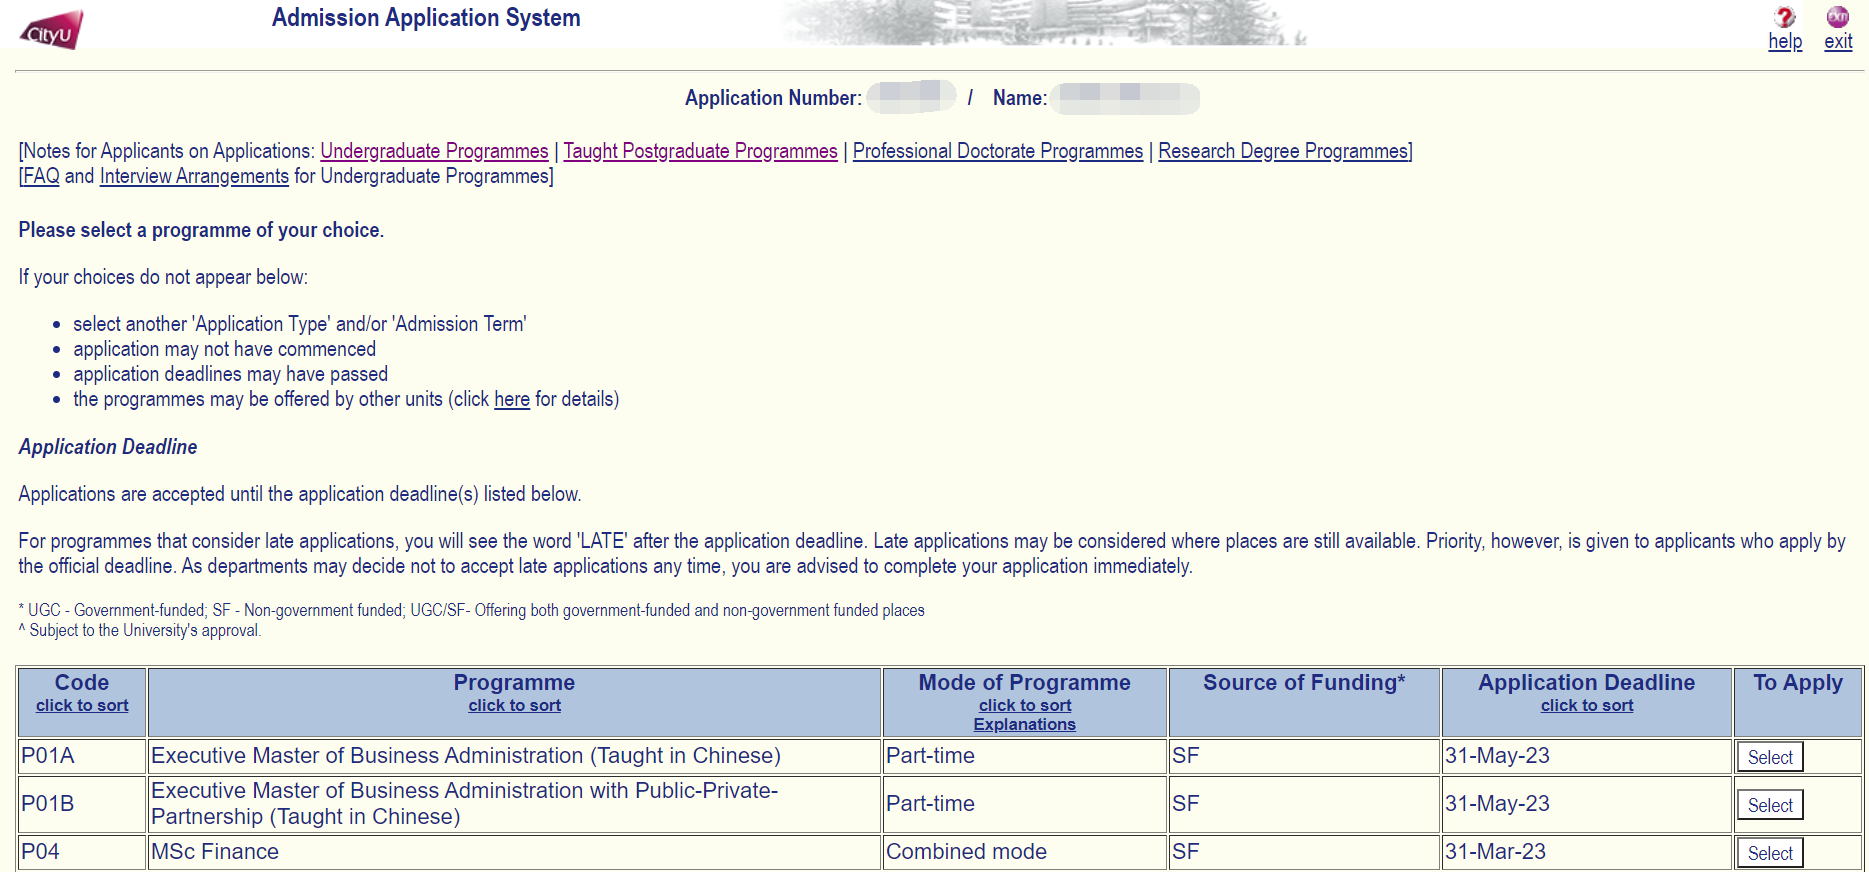 CityU
Admission Application System
help
EXIT
exit
Application Number: / Name:
[Notes for Applicants on Applications: Undergraduate Programmes | Taught Postgraduate Programmes | Professional Doctorate Programmes | Research Degree Programmes]
[FAQ and Interview Arrangements for Undergraduate Programmes]
Please select a programme of your choice.
If your choices do not appear below:
• select another 'Application Type' and/or 'Admission Term'
• application may not have commenced
• application deadlines may have passed
• the programmes may be offered by other units (click here for details)
Application Deadline
Applications are accepted until the application deadline(s) listed below.
For programmes that consider late applications, you will see the word 'LATE' after the application deadline. Late applications may be considered where places are still available. Priority, however, is given to applicants who apply by
the official deadline. As departments may decide not to accept late applications any time, you are advised to complete your application immediately.
* UGC - Government-funded; SF - Non-government funded; UGC/SF- Offering both government-funded and non-government funded places
^ Subject to the University's approval.
Code Programme Mode of Programme Source of Funding* Application Deadline To Apply
click to sort click to sort click to sort click to sort
Explanations
P01A Executive Master of Business Administration (Taught in Chinese) Part-time SF 31-May-23 Select
P01B Executive Master of Business Administration with Public-Private-
Partnership (Taught in Chinese) Part-time SF 31-May-23 Select
P04 MSc Finance Combined mode SF 31-Mar-23 Select